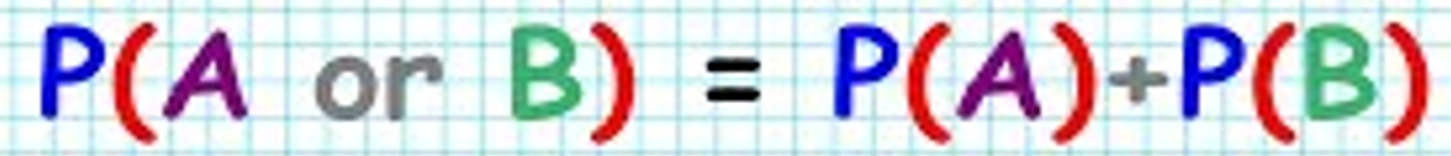 P(A or B) = P(A)+P(B)